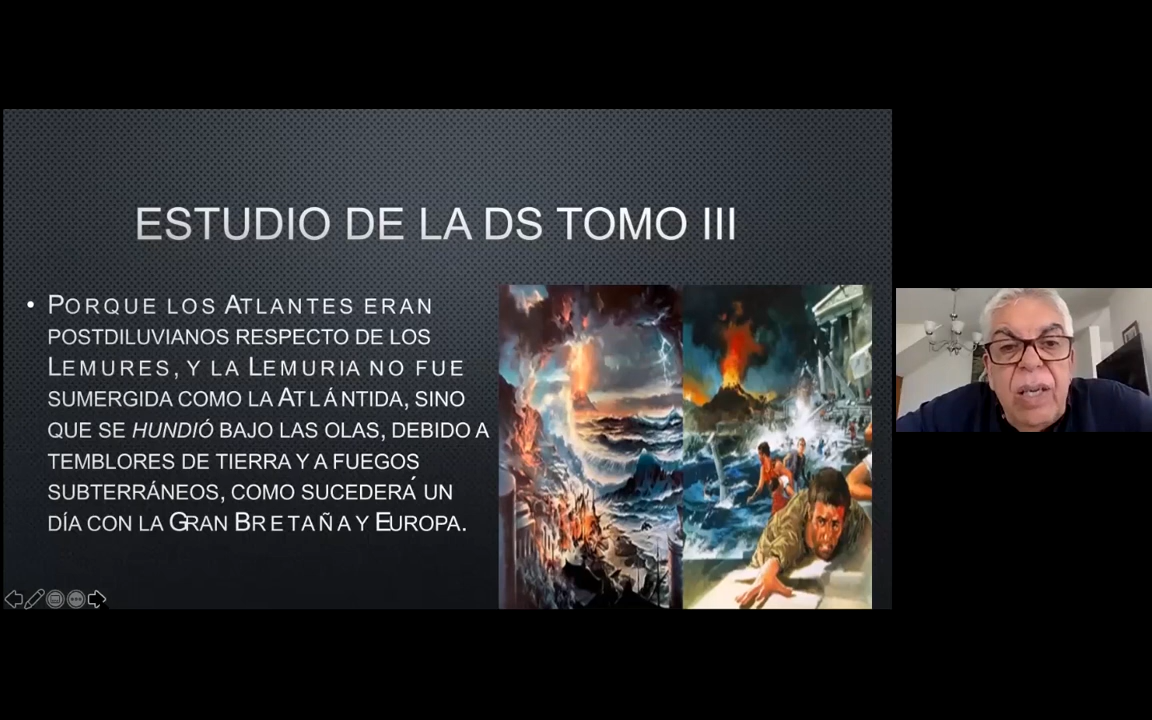 ESTUDIO DE LA DS TOMO III
• PORQUE LOS ATLANTES ERAN
POSTDILUVIANOS RESPECTO DE LOS
LEMURES, Y LA LEMURIA NO FUE
SUMERGIDA COMO LA ATLÁNTIDA, SINO
QUE SE HUNDIÓ BAJO LAS OLAS, DEBIDO A
TEMBLORES DE TIERRA Y A FUEGOS
SUBTERRÁNEOS, COMO SUCEDERÁ UN
DÍA CON LA GRAN BRETAÑA Y EUROPA.